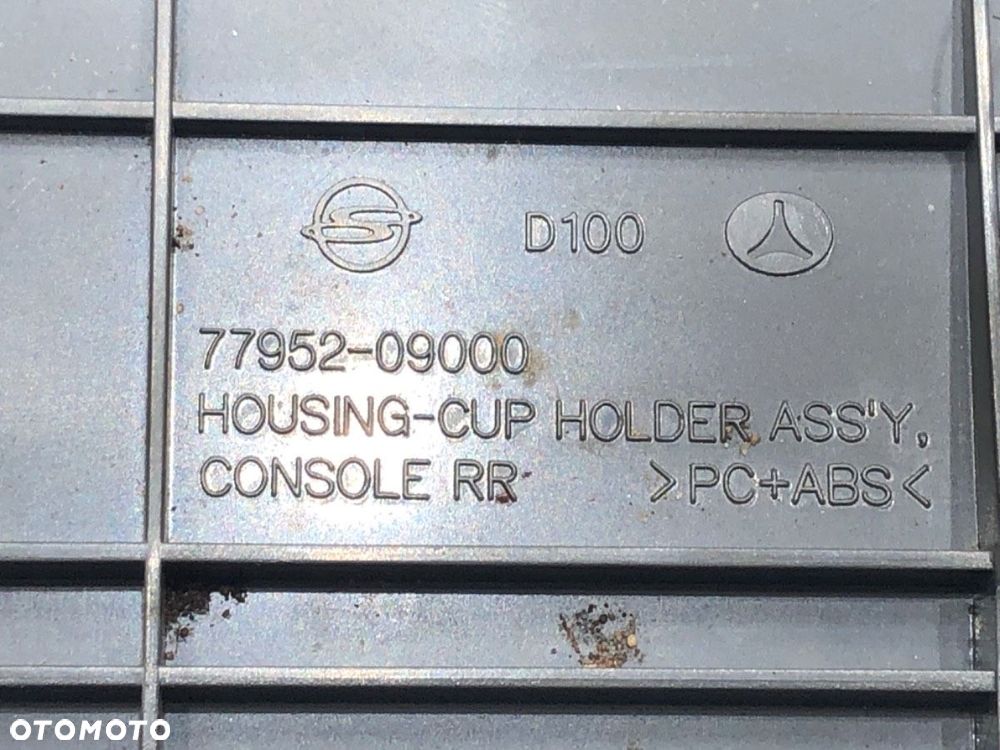 S D100
77952-09000
HOUSING-CUP HOLDER ASS'Y,
CONSOLE RR >PC+ABS<
OTOMOTO